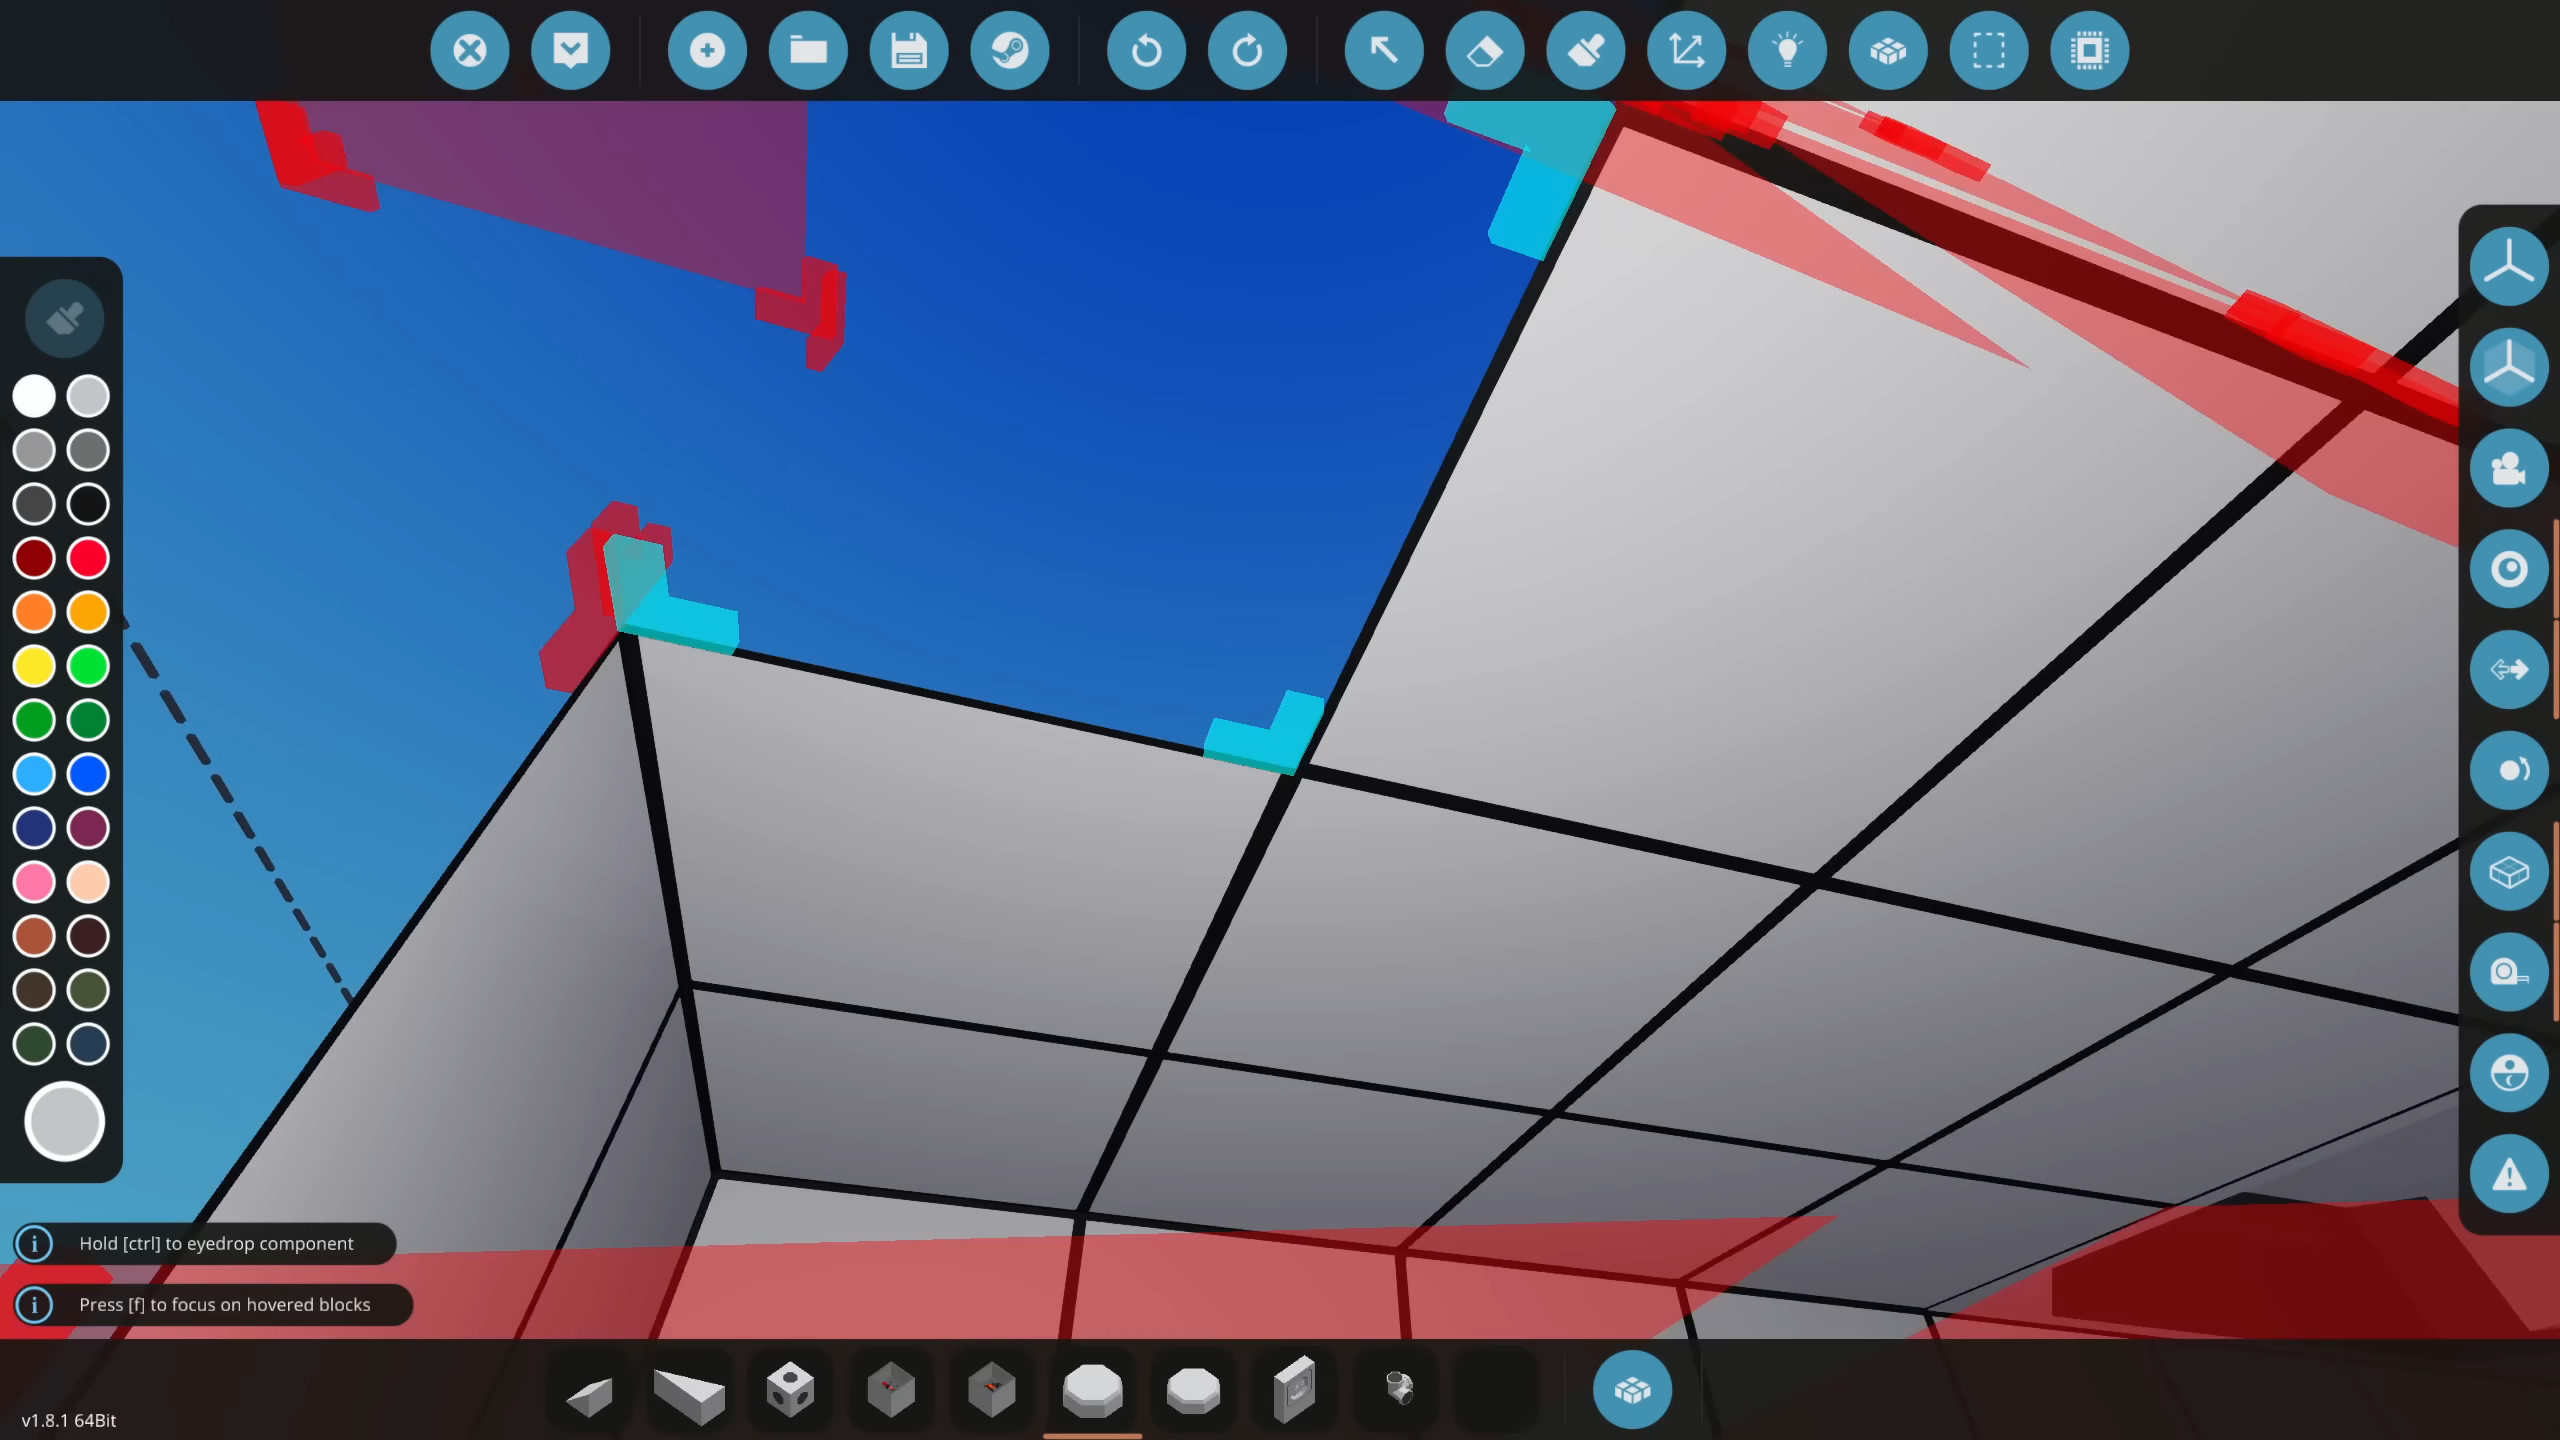 Hold [ctrl] to eyedrop component
Press [f] to focus on hovered blocks
v1.8.1 64Bit